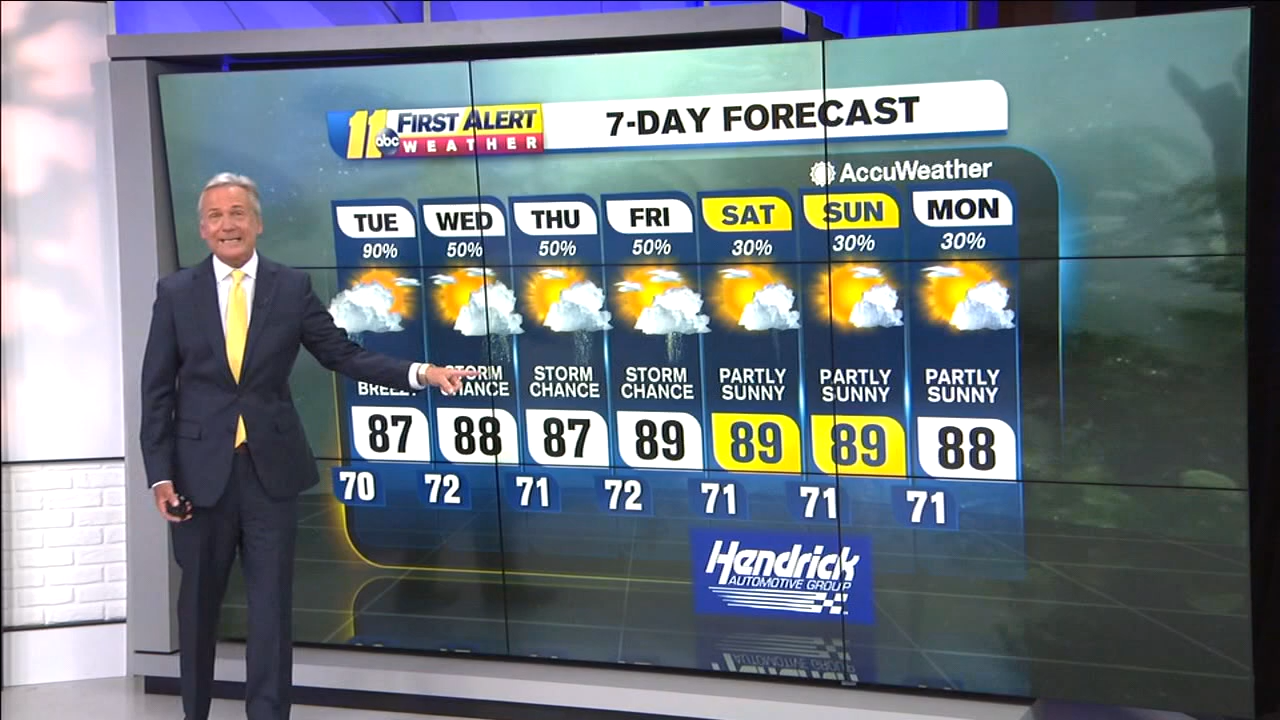 11 abc FIRST ALERT
WEATHER
7-DAY FORECAST
AccuWeather
TUE WED THU FRI SAT SUN MON
90% 50% 50% 50% 30% 30% 30%
STORM STORM STORM PARTLY PARTLY PARTLY
CHANCE CHANCE CHANCE SUNNY SUNNY SUNNY
87 88 87 89 89 89 88
70 72 71 72 71 71 71
Hendrick
AUTOMOTIVE GROUP